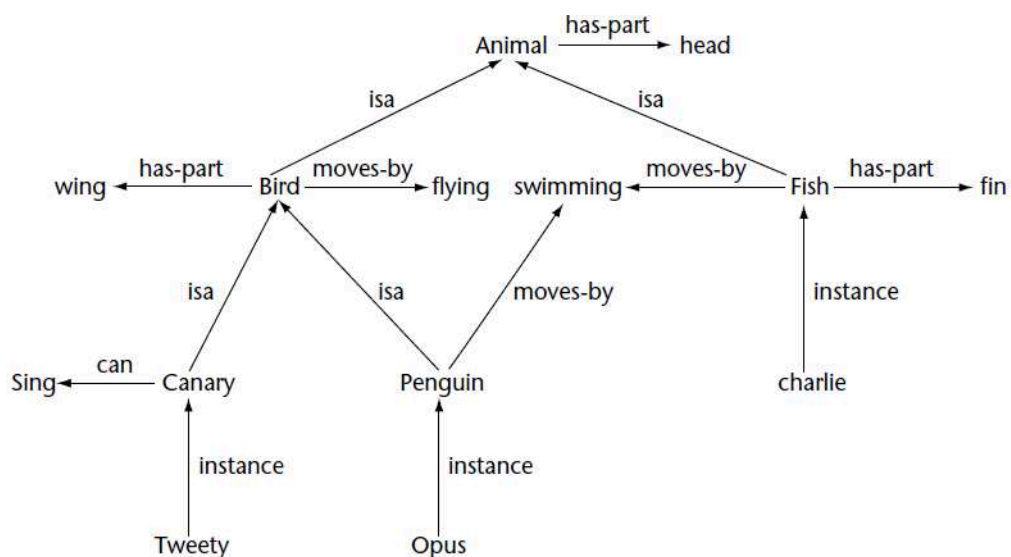 has-part
Animal head
isa isa
has-part moves-by moves-by has-part
wing Bird flying swimming Fish fin
isa isa moves-by instance
can
Sing Canary Penguin charlie
instance instance
Tweety Opus